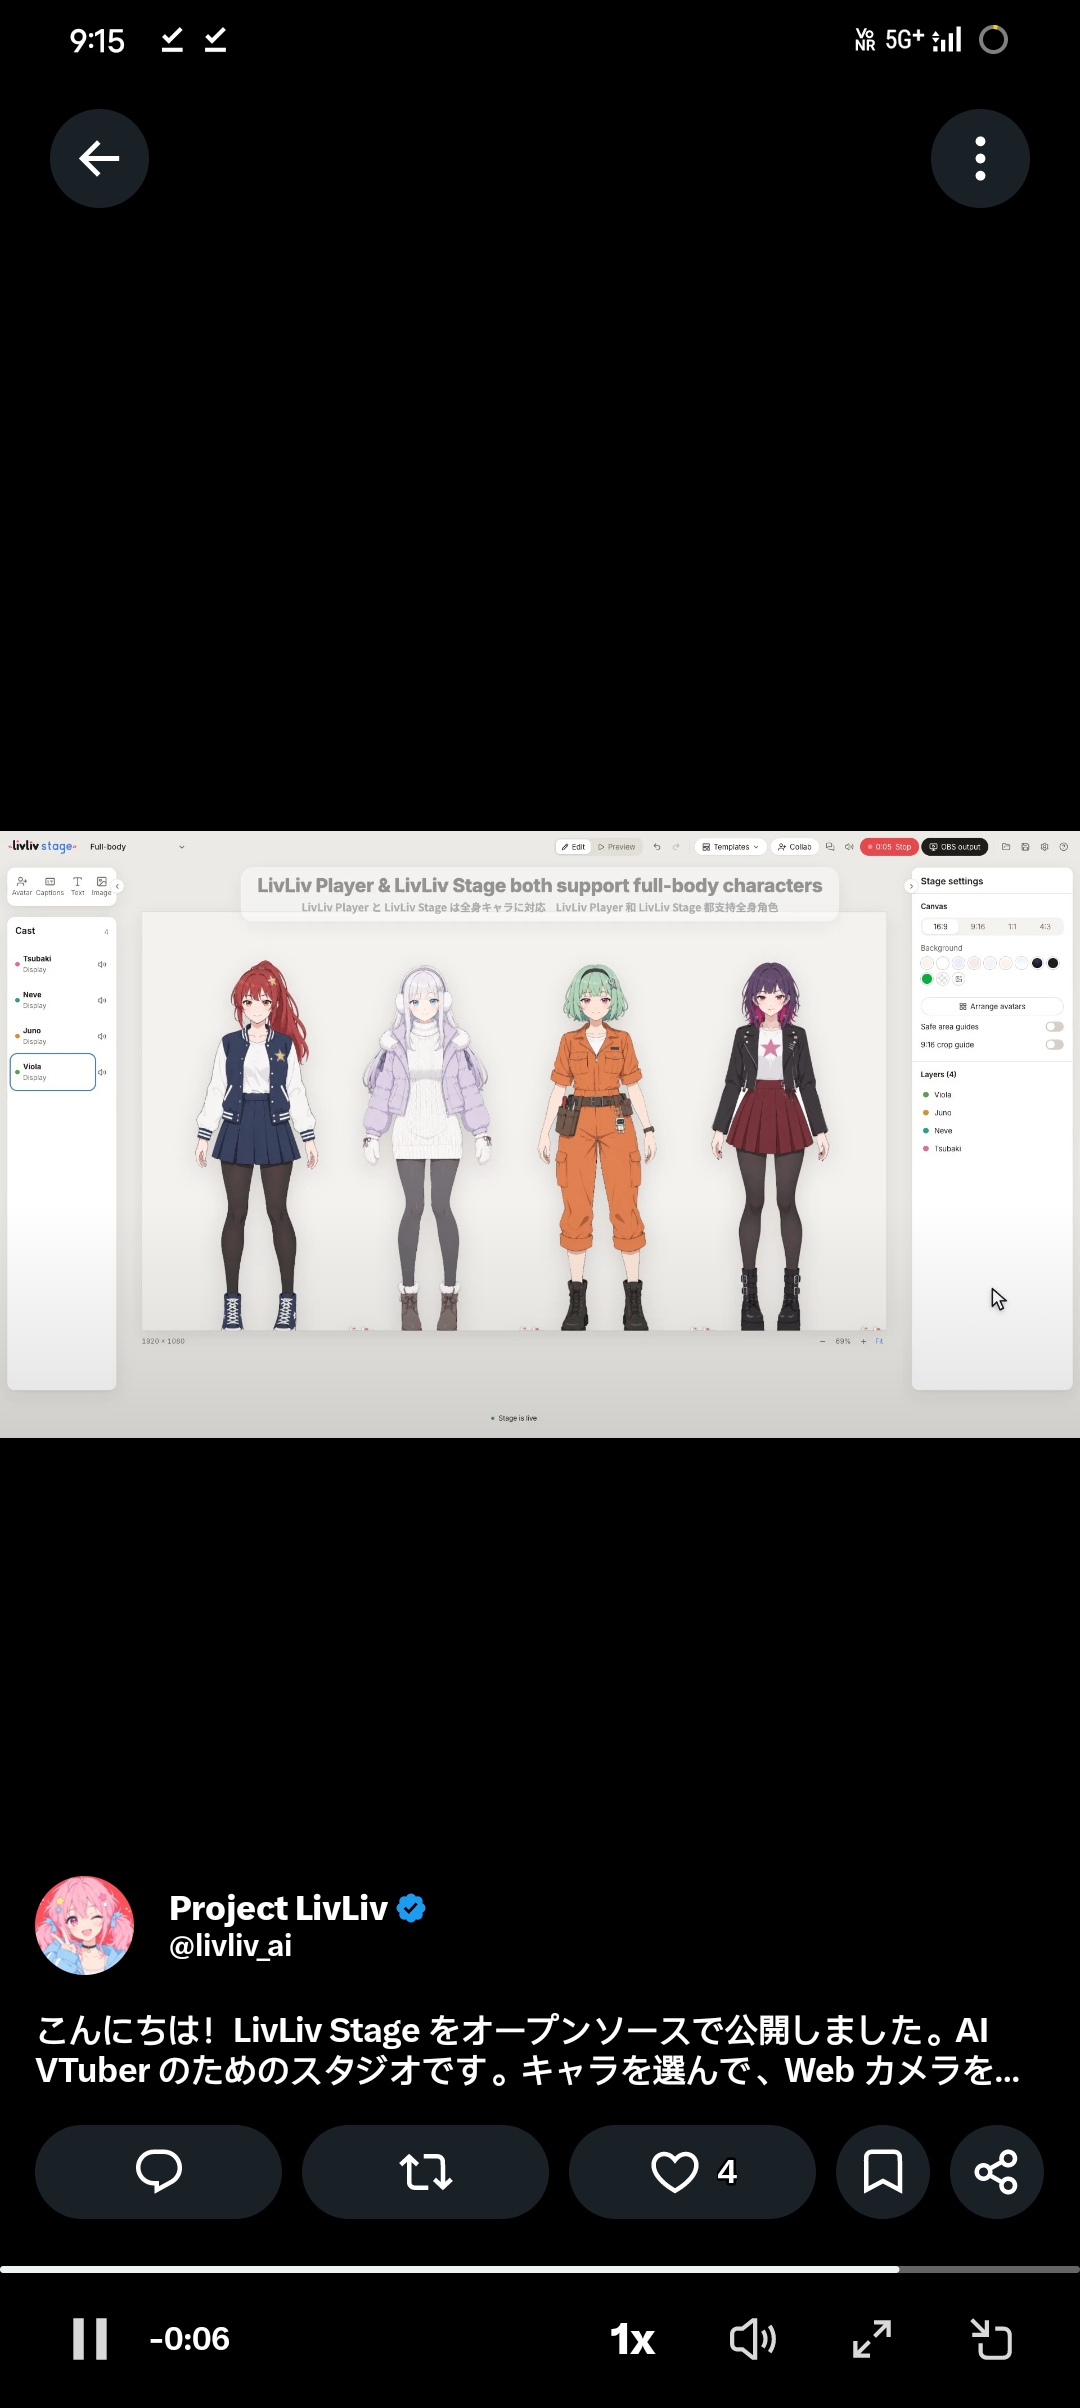 9:15
Vo NR 5G+
livliv stage
Full-body
Edit
Preview
Templates
Collab
0:05 Stop
OBS output
Avatar
Captions
Text
Image
LivLiv Player & LivLiv Stage both support full-body characters
LivLiv Player と LivLiv Stage は全身キャラに対応 LivLiv Player 和 LivLiv Stage 都支持全身角色
Cast
4
Tsubaki
Display
Neve
Display
Juno
Display
Viola
Display
Stage settings
Canvas
16:9
9:16
1:1
4:3
Background
Arrange avatars
Safe area guides
9:16 crop guide
Layers (4)
Viola
Juno
Neve
Tsubaki
1920 × 1080
69%
Fit
Stage is live
Project LivLiv
@livliv_ai
こんにちは！LivLiv Stage をオープンソースで公開しました。AI
VTuber のためのスタジオです。キャラを選んで、Web カメラを...
4
-0:06
1x